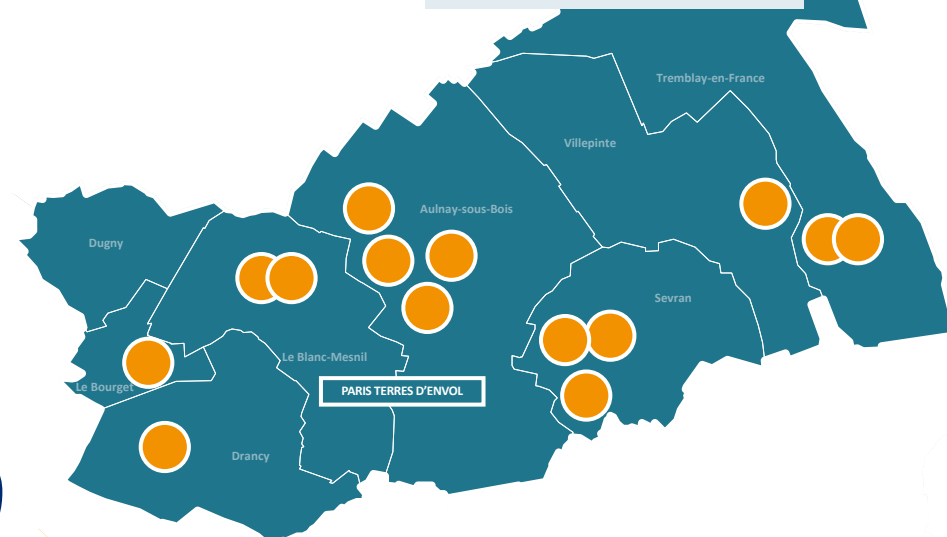 Tremblay-en-France
Villepinte
Aulnay-sous-Bois
Dugny
Sevran
Le Blanc-Mesnil
Le Bourget
PARIS TERRES D’ENVOL
Drancy